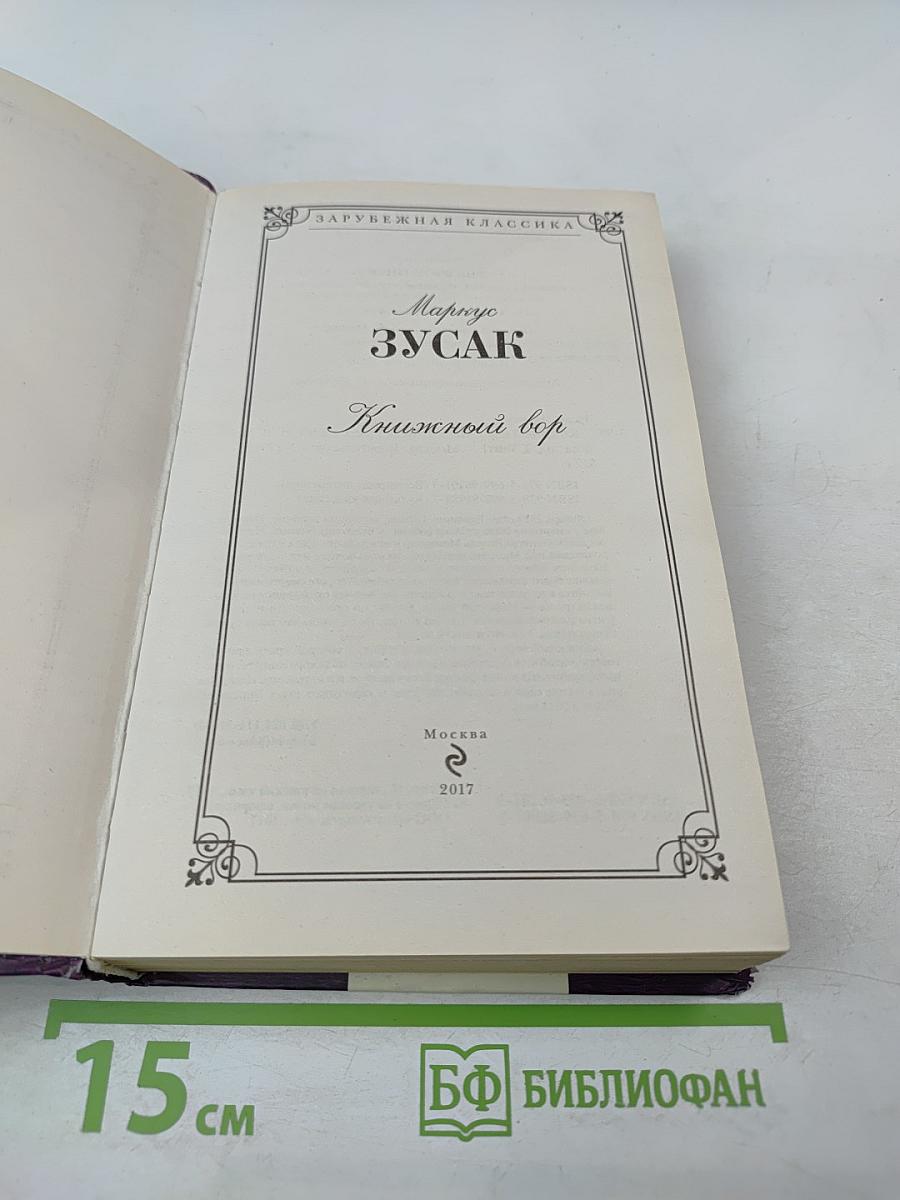 ЗАРУБЕЖНАЯ КЛАССИКА
Маркус
ЗУСАК
Книжный вор
Москва
2017
15 см
БФ БИБЛИОФАН